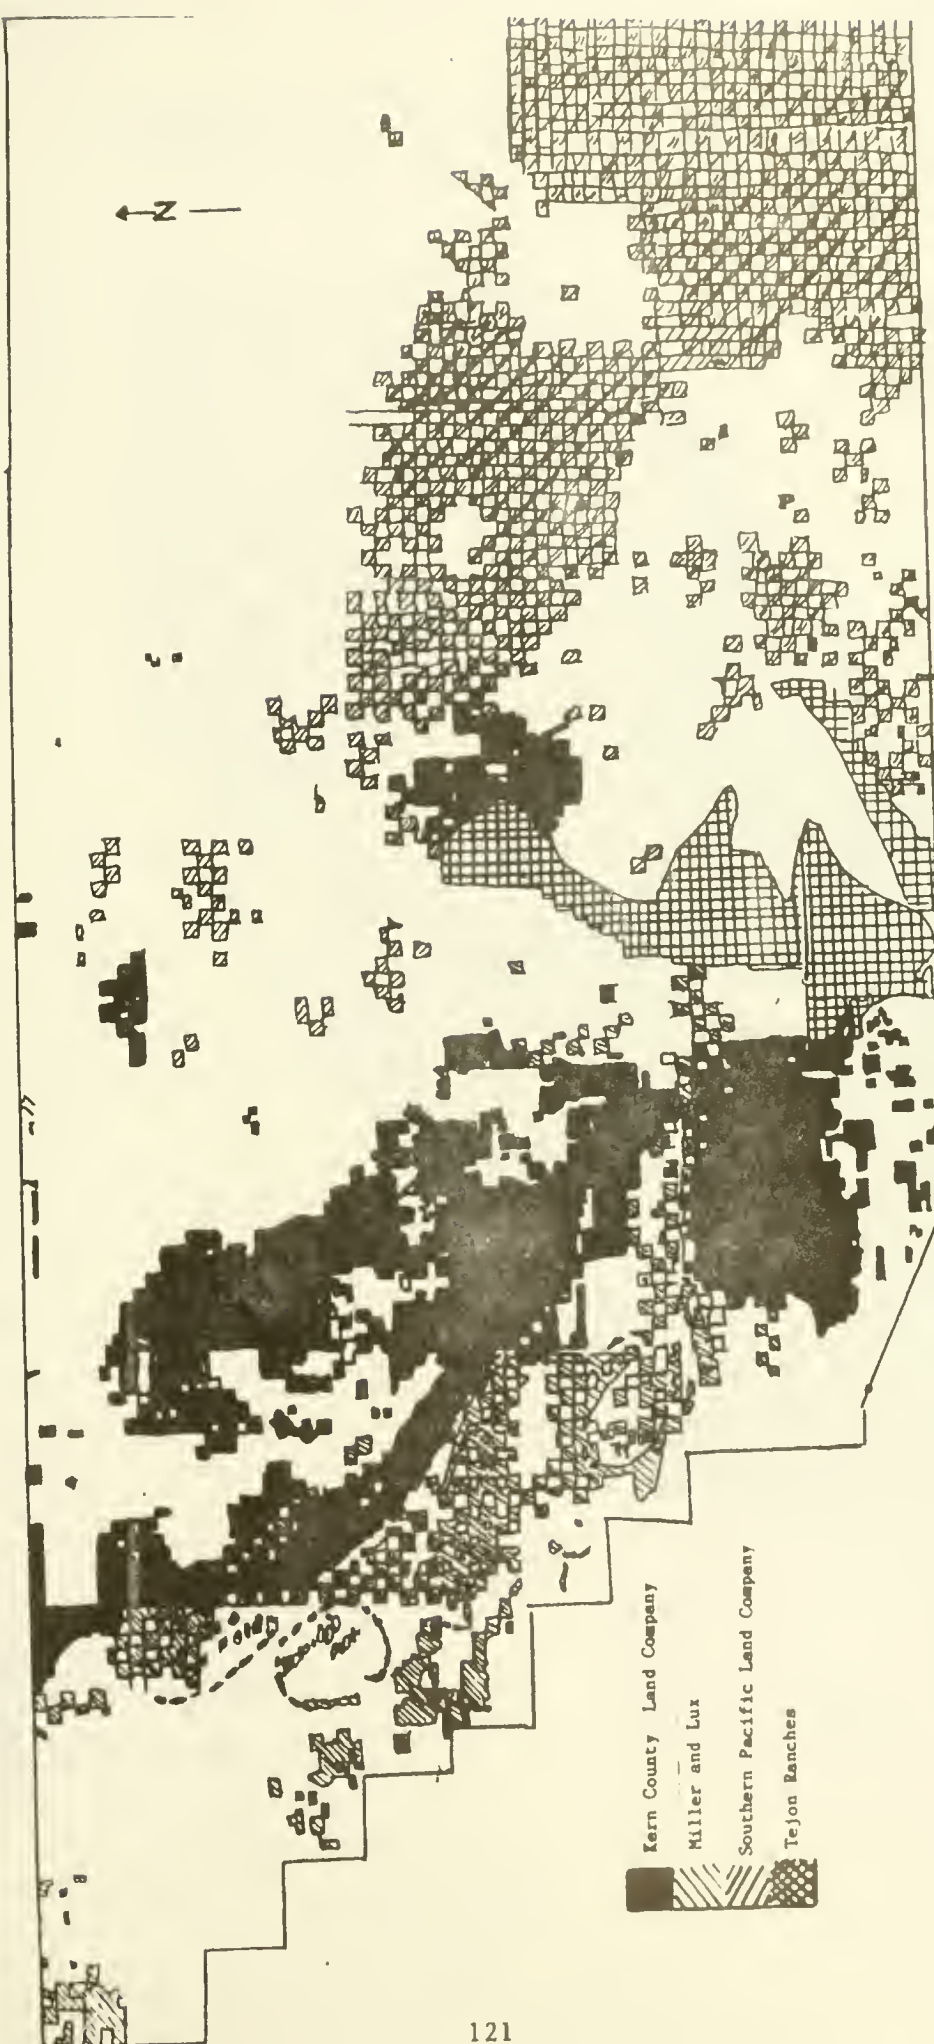 N
P
Kern County Land Company
Miller and Lux
Southern Pacific Land Company
Tejon Ranches
121